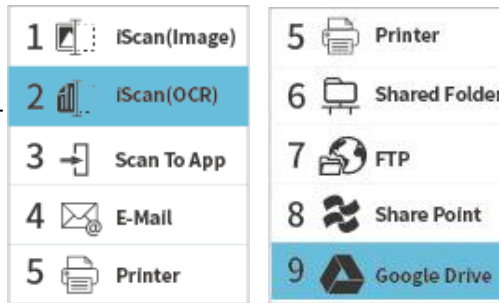 1 iScan(Image)
2 iScan(OCR)
3 Scan To App
4 E-Mail
5 Printer
5 Printer
6 Shared Folder
7 FTP
8 Share Point
9 Google Drive